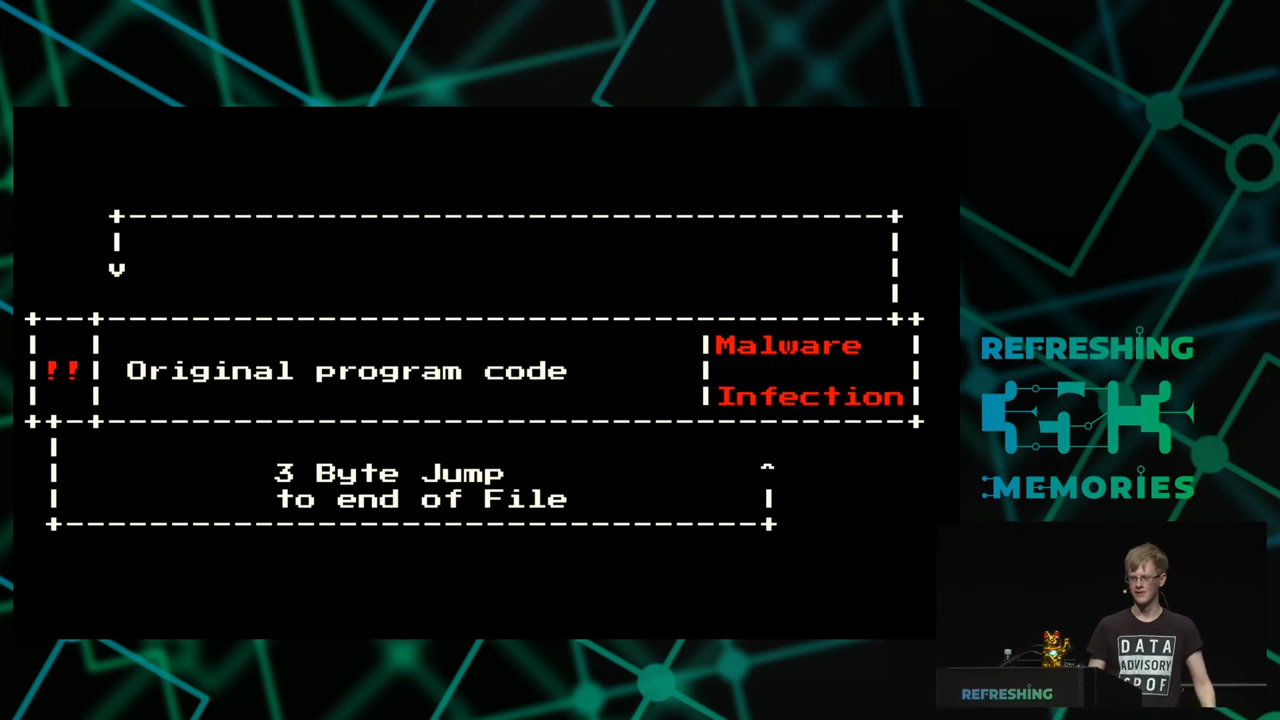 Malware
!! Original program code
Infection
3 Byte Jump
to end of File
REFRESHING
MEMORIES
DATA
ADVISORY
REFRESHING